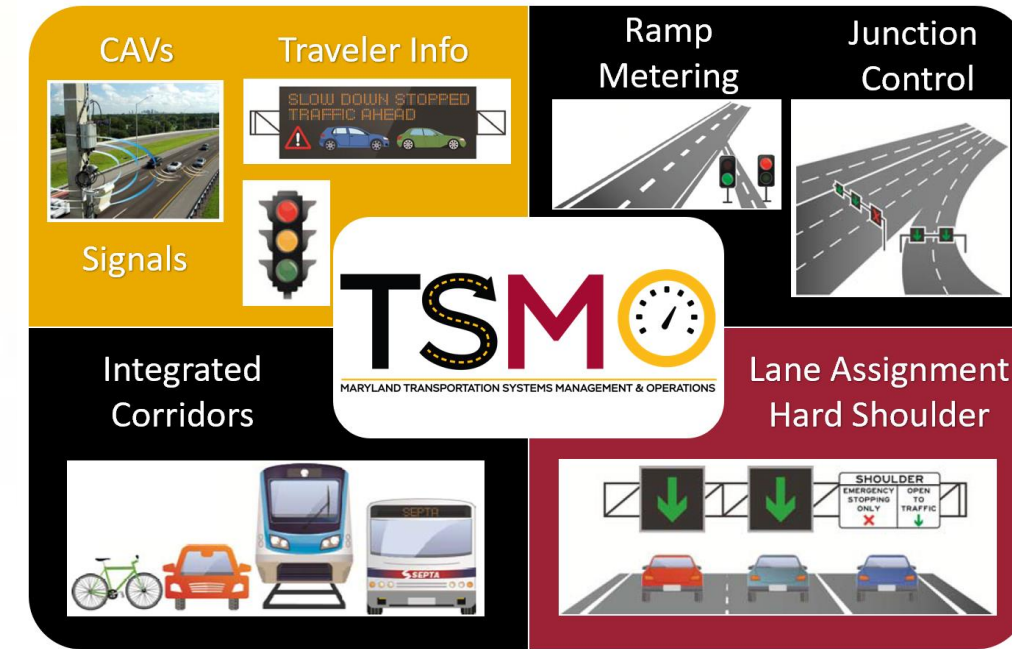 CAVs
Traveler Info
SLOW DOWN STOPPED
TRAFFIC AHEAD
Signals
Ramp
Metering
Junction
Control
TSMO
MARYLAND TRANSPORTATION SYSTEMS MANAGEMENT & OPERATIONS
Integrated
Corridors
SEPTA
SEPTA
Lane Assignment
Hard Shoulder
SHOULDER
EMERGENCY
STOPPING
ONLY
OPEN
TO
TRAFFIC